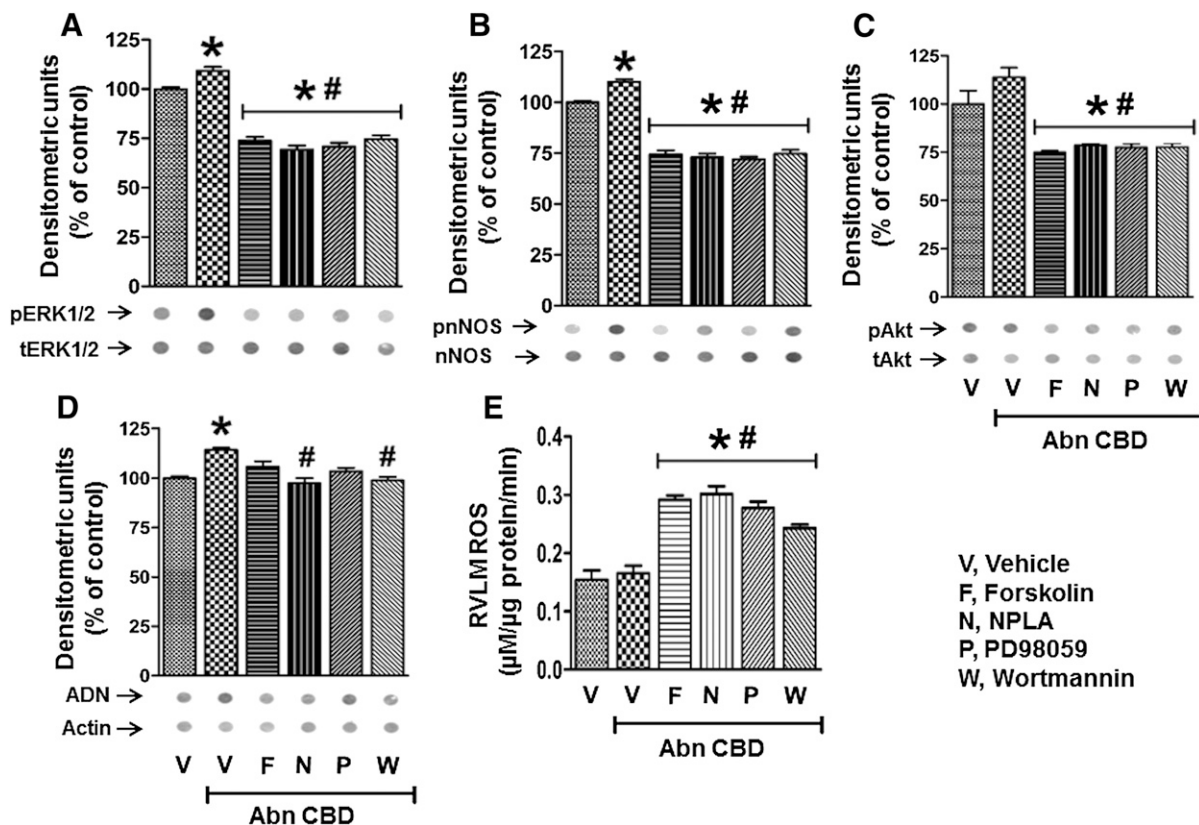 A
Densitometric units
(% of control)
125
100
75
50
25
0
*
* #
pERK1/2
tERK1/2
B
Densitometric units
(% of control)
125
100
75
50
25
0
*
* #
pnNOS
nNOS
C
Densitometric units
(% of control)
125
100
75
50
25
0
* #
pAkt
tAkt
V V F N P W
Abn CBD
D
Densitometric units
(% of control)
125
100
75
50
25
0
*
#
#
ADN
Actin
V V F N P W
Abn CBD
E
RVLM ROS
(µM/µg protein/min)
0.4
0.3
0.2
0.1
0.0
* #
V V F N P W
Abn CBD
V, Vehicle
F, Forskolin
N, NPLA
P, PD98059
W, Wortmannin